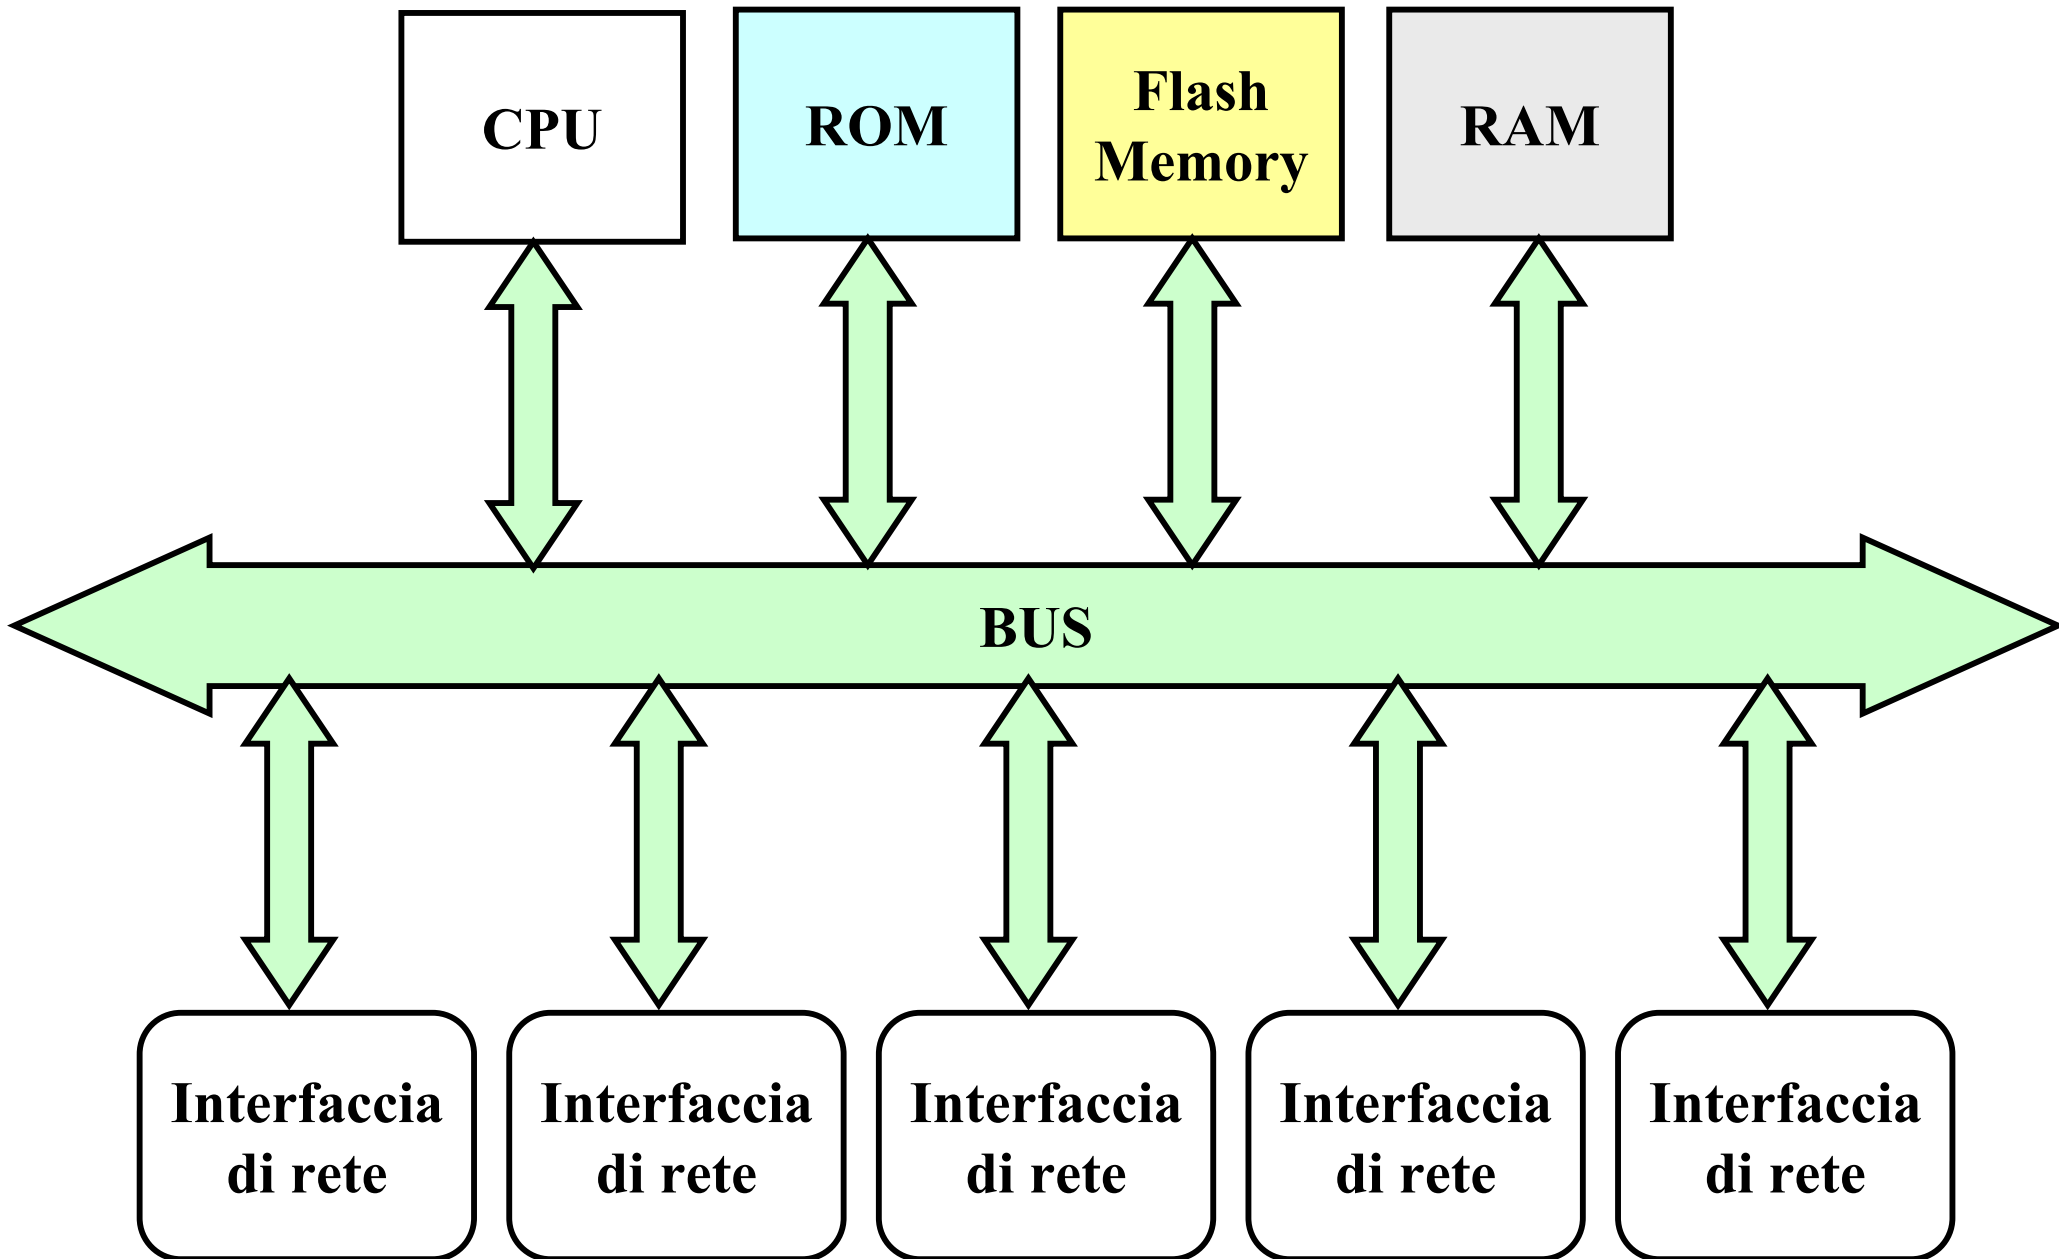 CPU
ROM
Flash
Memory
RAM
BUS
Interfaccia
di rete
Interfaccia
di rete
Interfaccia
di rete
Interfaccia
di rete
Interfaccia
di rete